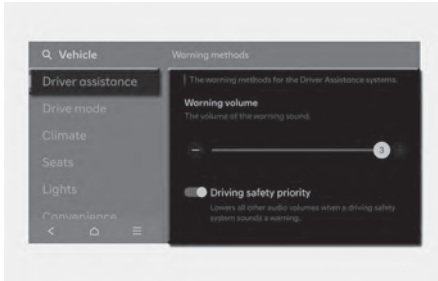 Vehicle
Warning methods
Driver assistance
Drive mode
Climate
Seats
Lights
Convenience
The warning methods for the Driver Assistance systems.
Warning volume
The volume of the warning sound.
3
Driving safety priority
Lowers all other audio volumes when a driving safety
system sounds a warning.